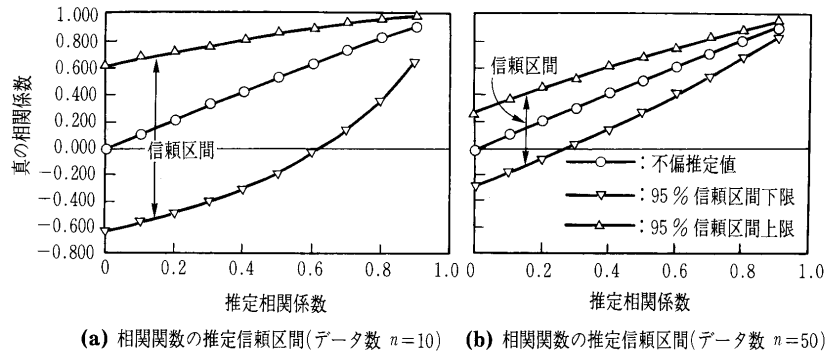 真の相関係数
1.000
0.800
0.600
0.400
0.200
0.000
−0.200
−0.400
−0.600
−0.800
信頼区間
0 0.2 0.4 0.6 0.8 1.0
推定相関係数
(a) 相関関数の推定信頼区間(データ数 n=10)
信頼区間
○:不偏推定値
▽:95%信頼区間下限
△:95%信頼区間上限
0 0.2 0.4 0.6 0.8 1.0
推定相関係数
(b) 相関関数の推定信頼区間(データ数 n=50)